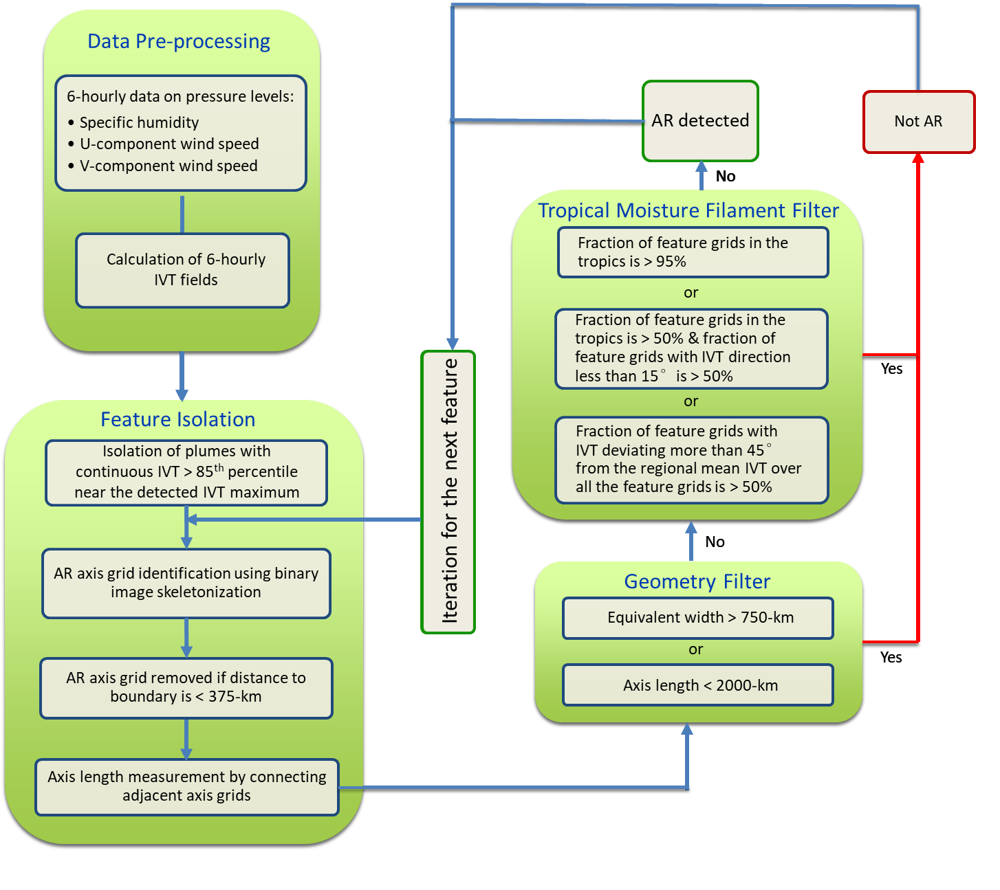 Data Pre-processing
6-hourly data on pressure levels:
• Specific humidity
• U-component wind speed
• V-component wind speed
Calculation of 6-hourly
IVT fields
Feature Isolation
Isolation of plumes with
continuous IVT > 85th percentile
near the detected IVT maximum
AR axis grid identification using binary
image skeletonization
AR axis grid removed if distance to
boundary is < 375-km
Axis length measurement by connecting
adjacent axis grids
Iteration for the next feature
Geometry Filter
Equivalent width > 750-km
or
Axis length < 2000-km
Yes
No
Tropical Moisture Filament Filter
Fraction of feature grids in the
tropics is > 95%
or
Fraction of feature grids in the
tropics is > 50% & fraction of
feature grids with IVT direction
less than 15° is > 50%
or
Fraction of feature grids with
IVT deviating more than 45°
from the regional mean IVT over
all the feature grids is > 50%
Yes
No
AR detected
Not AR